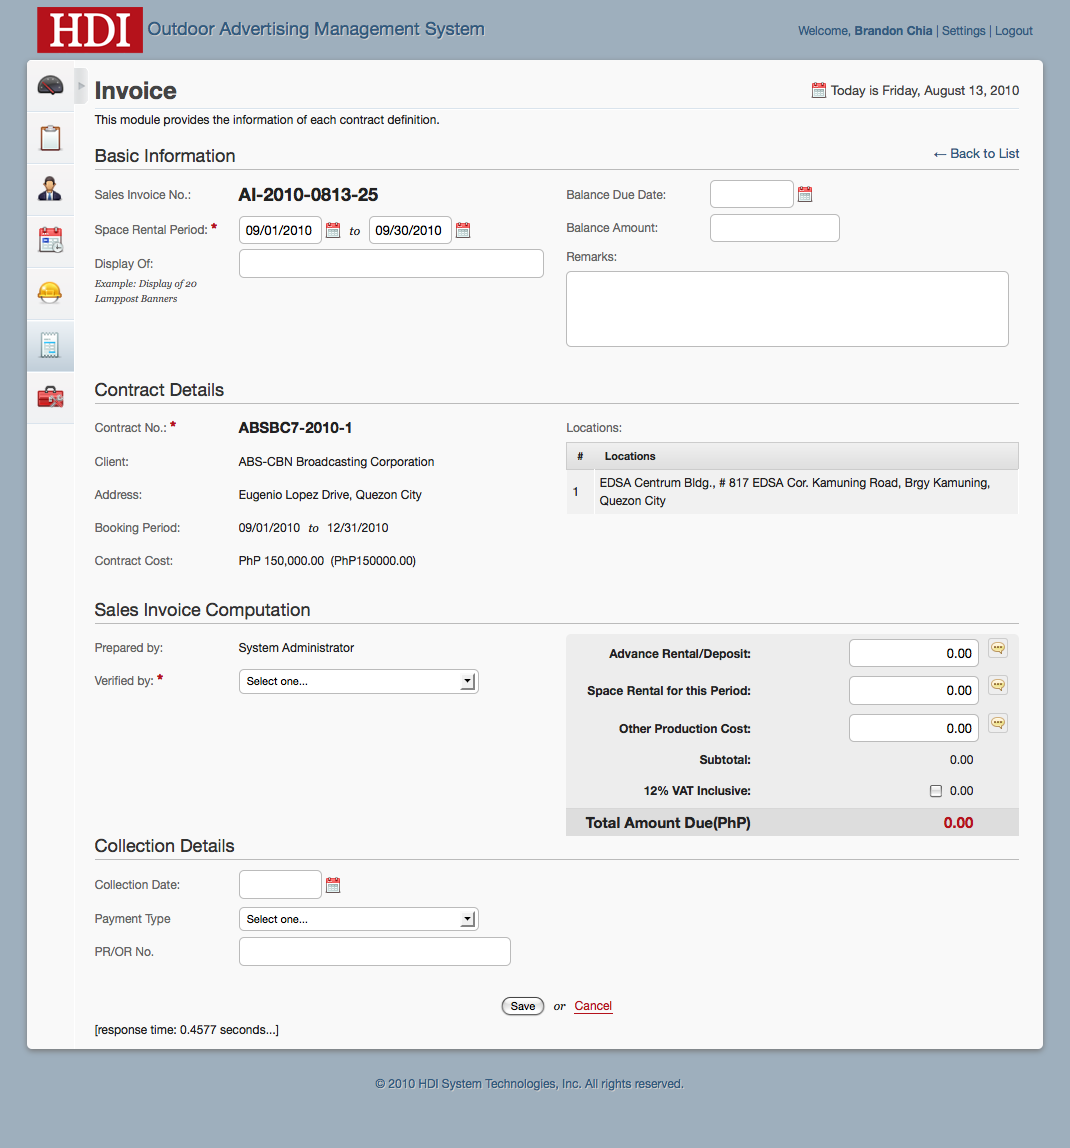 HDI Outdoor Advertising Management System
Welcome, Brandon Chia | Settings | Logout
Invoice
Today is Friday, August 13, 2010
This module provides the information of each contract definition.
Basic Information
← Back to List
Sales Invoice No.: AI-2010-0813-25
Space Rental Period: * 09/01/2010 to 09/30/2010
Display Of:
Example: Display of 20
Lamppost Banners
Balance Due Date:
Balance Amount:
Remarks:
Contract Details
Contract No.: * ABSBC7-2010-1
Client: ABS-CBN Broadcasting Corporation
Address: Eugenio Lopez Drive, Quezon City
Booking Period: 09/01/2010 to 12/31/2010
Contract Cost: PhP 150,000.00 (PhP150000.00)
Locations:
# Locations
1 EDSA Centrum Bldg., # 817 EDSA Cor. Kamuning Road, Brgy Kamuning,
Quezon City
Sales Invoice Computation
Prepared by: System Administrator
Verified by: * Select one...
Advance Rental/Deposit: 0.00
Space Rental for this Period: 0.00
Other Production Cost: 0.00
Subtotal: 0.00
12% VAT Inclusive: 0.00
Total Amount Due(PhP) 0.00
Collection Details
Collection Date:
Payment Type Select one...
PR/OR No.
Save or Cancel
[response time: 0.4577 seconds...]
© 2010 HDI System Technologies, Inc. All rights reserved.